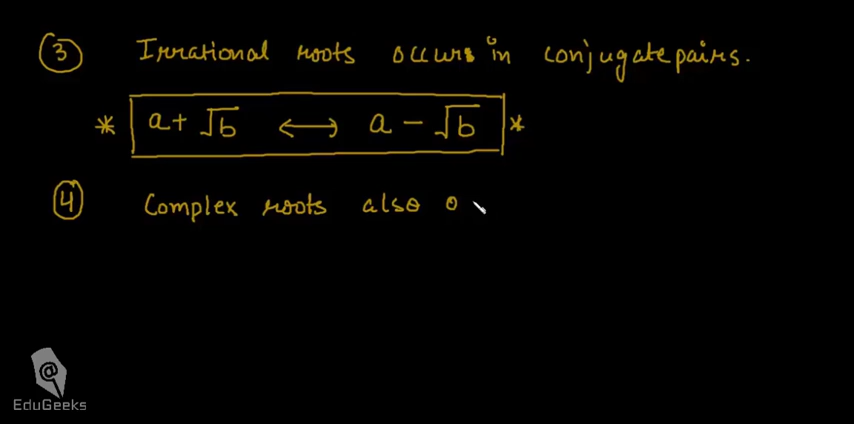 ③ Irrational roots occurs in conjugate pairs.
* a + √b ⟷ a − √b *
④ Complex roots also o
@
EduGeeks